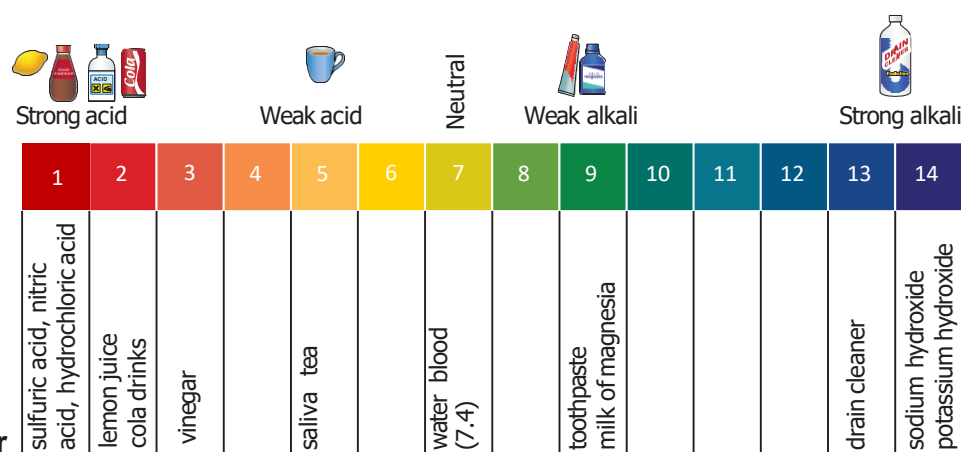 Strong acid
Weak acid
Neutral
Weak alkali
Strong alkali
ACID
Cola
DRAIN
CLEANER
1 2 3 4 5 6 7 8 9 10 11 12 13 14
sulfuric acid, nitric
acid, hydrochloric acid
lemon juice
cola drinks
vinegar
saliva tea
water blood
(7.4)
toothpaste
milk of magnesia
drain cleaner
sodium hydroxide
potassium hydroxide
r